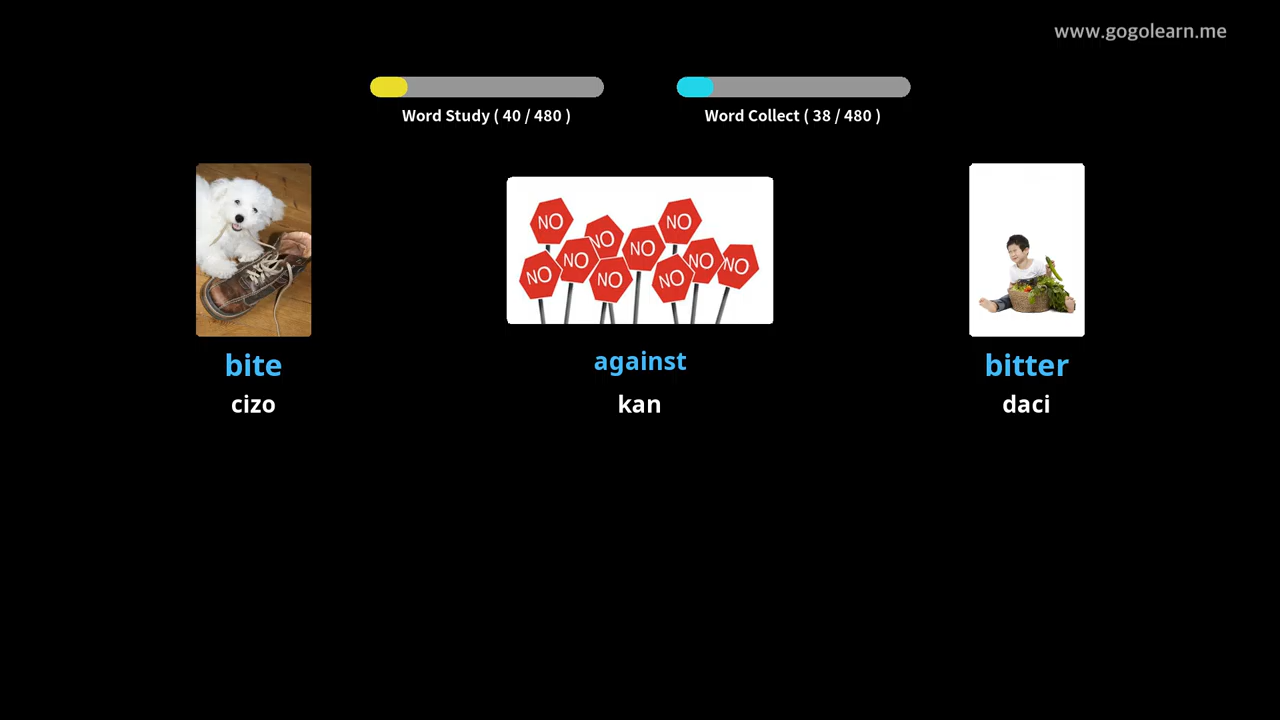 www.gogolearn.me
Word Study ( 40 / 480 )
Word Collect ( 38 / 480 )
NO
NO
NO
NO
NO
NO
NO
NO
NO
NO
bite
against
bitter
cizo
kan
daci